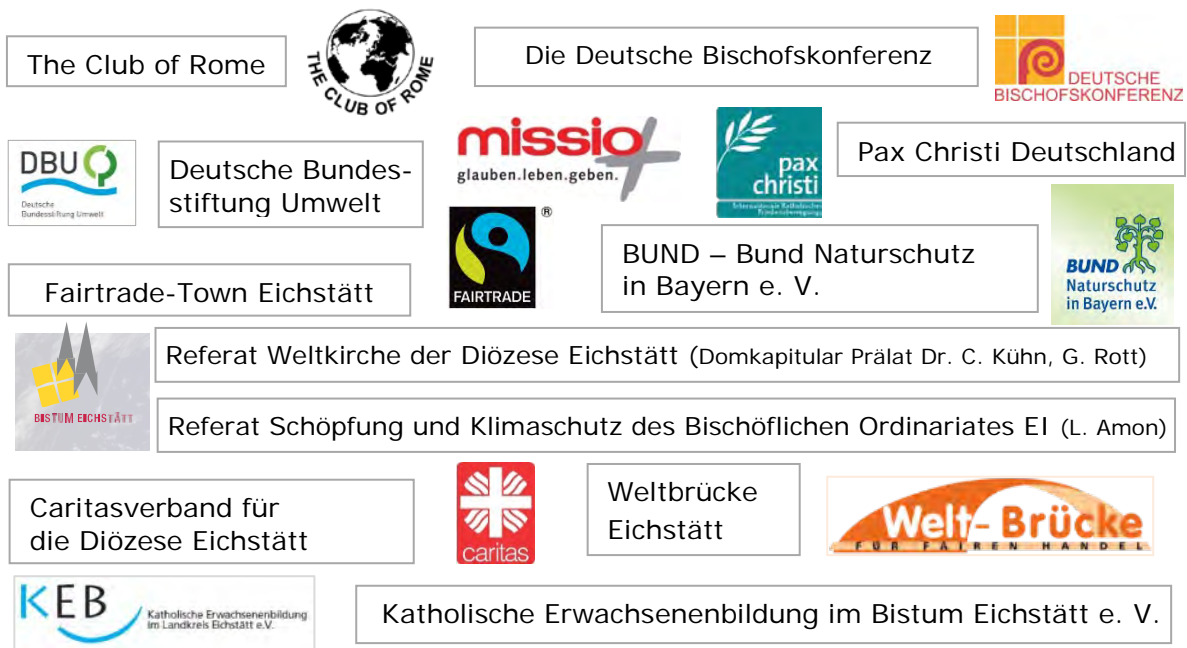 The Club of Rome
THE CLUB OF ROME
Die Deutsche Bischofskonferenz
DEUTSCHE
BISCHOFSKONFERENZ
DBU
Deutsche
Bundesstiftung Umwelt
Deutsche Bundes-
stiftung Umwelt
missio
glauben.leben.geben.
pax
christi
Internationale Katholische
Friedensbewegung
Pax Christi Deutschland
Fairtrade-Town Eichstätt
®
FAIRTRADE
BUND – Bund Naturschutz
in Bayern e. V.
BUND
Naturschutz
in Bayern e.V.
BISTUM EICHSTÄTT
Referat Weltkirche der Diözese Eichstätt (Domkapitular Prälat Dr. C. Kühn, G. Rott)
Referat Schöpfung und Klimaschutz des Bischöflichen Ordinariates EI (L. Amon)
Caritasverband für
die Diözese Eichstätt
caritas
Weltbrücke
Eichstätt
Welt-Brücke
FÜR FAIREN HANDEL
KEB
Katholische Erwachsenenbildung
im Landkreis Eichstätt e.V.
Katholische Erwachsenenbildung im Bistum Eichstätt e. V.